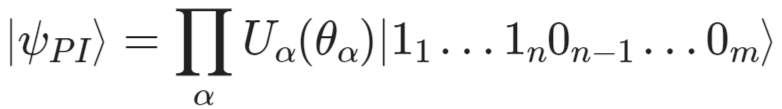 |ψ_{PI}⟩ = ∏_α U_α(θ_α)|1_1 … 1_n 0_{n−1} … 0_m⟩